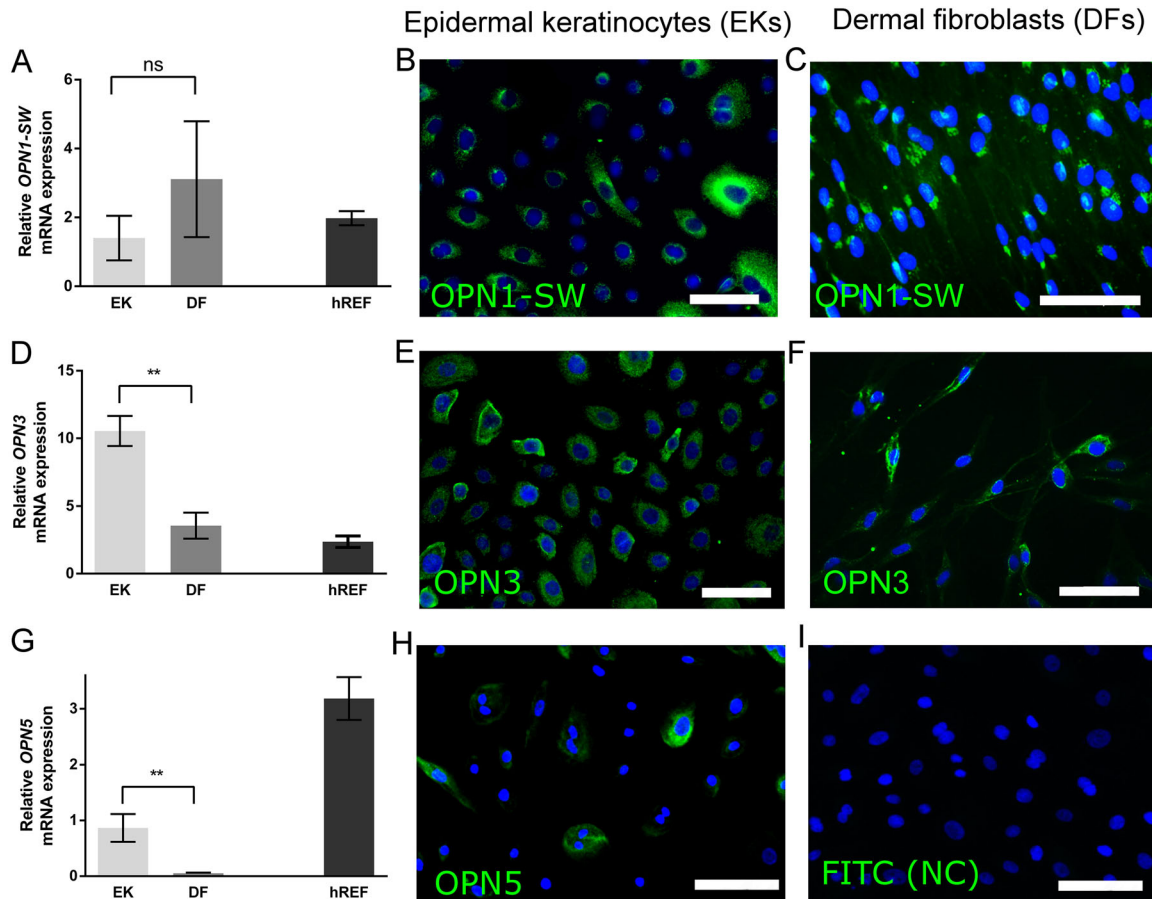 Epidermal keratinocytes (EKs)
Dermal fibroblasts (DFs)
A
Relative OPN1-SW
mRNA expression
6
4
2
0
ns
EK
DF
hREF
B
OPN1-SW
C
OPN1-SW
D
Relative OPN3
mRNA expression
15
10
5
0
**
EK
DF
hREF
E
OPN3
F
OPN3
G
Relative OPN5
mRNA expression
3
2
1
0
**
EK
DF
hREF
H
OPN5
I
FITC (NC)